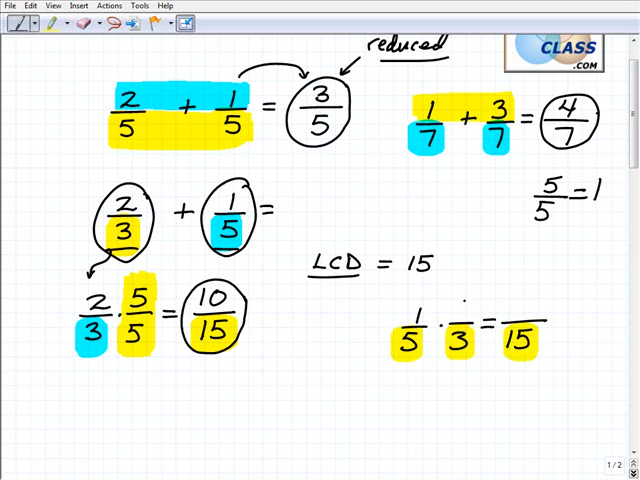 File Edit View Insert Actions Tools Help
reduced
CLASS
.COM
2/5 + 1/5 = 3/5
1/7 + 3/7 = 4/7
5/5 = 1
2/3 + 1/5 =
LCD = 15
2/3 · 5/5 = 10/15
1/5 · /3 = /15
1 / 2